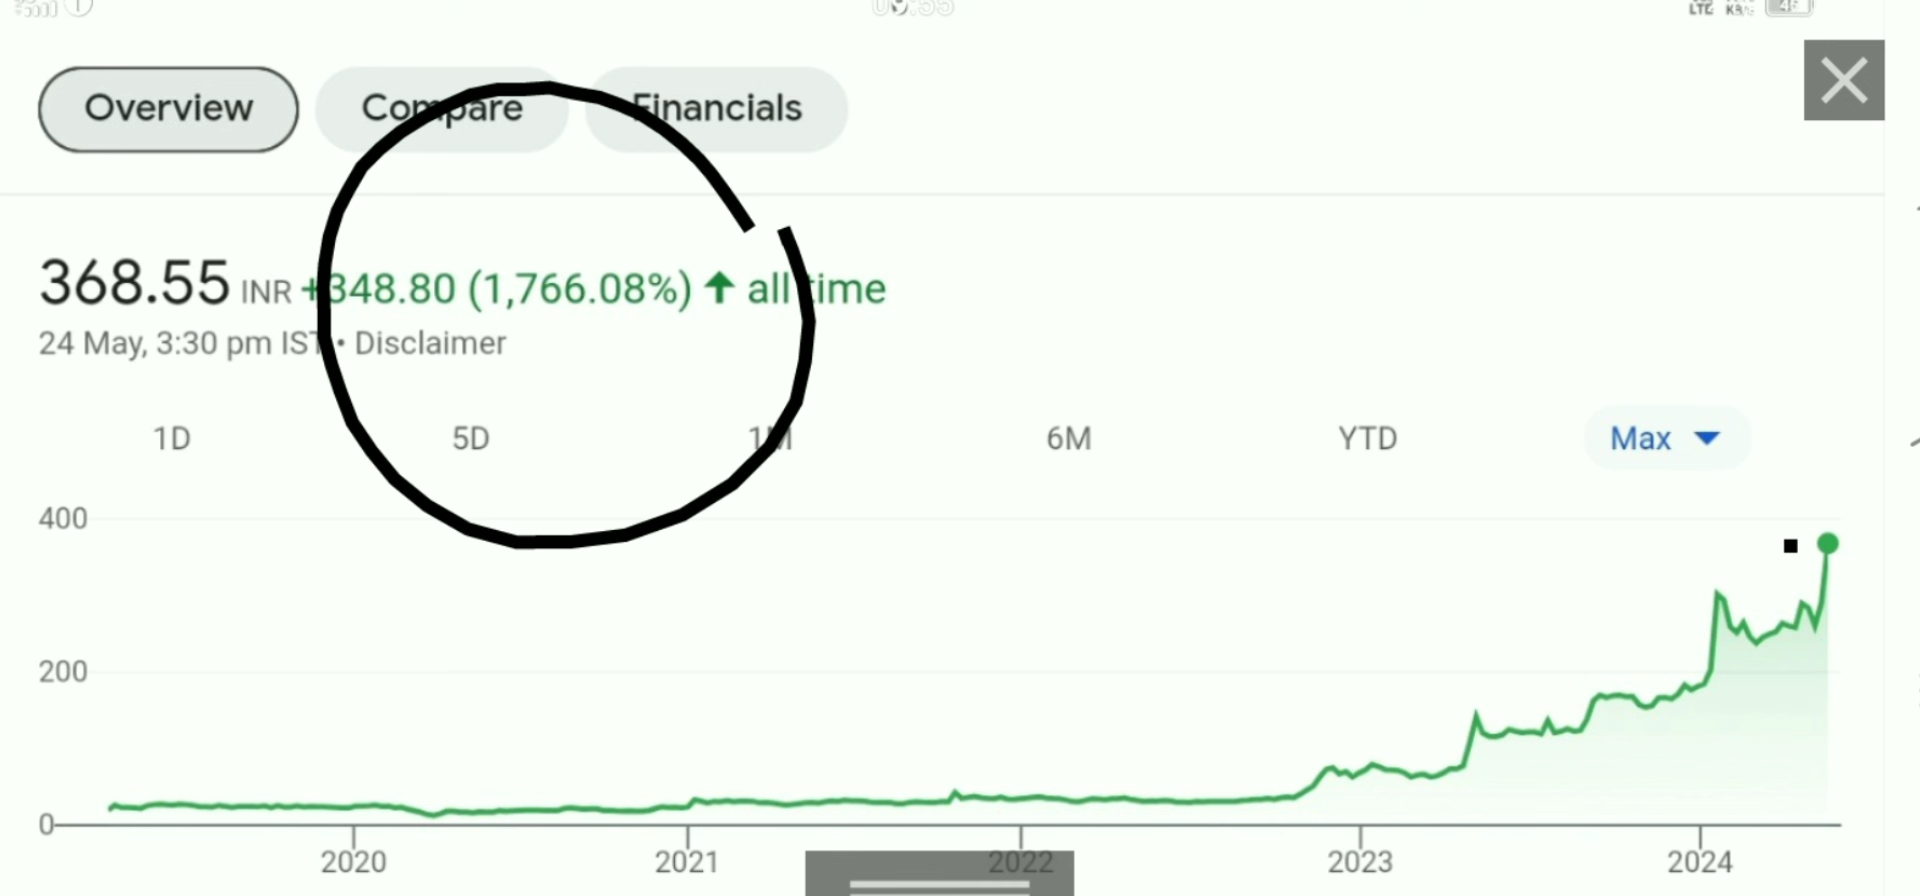 Overview Compare Financials
368.55 INR +348.80 (1,766.08%) ↑ all time
24 May, 3:30 pm IST • Disclaimer
1D 5D 1M 6M YTD Max
400
200
0
2020 2021 2022 2023 2024